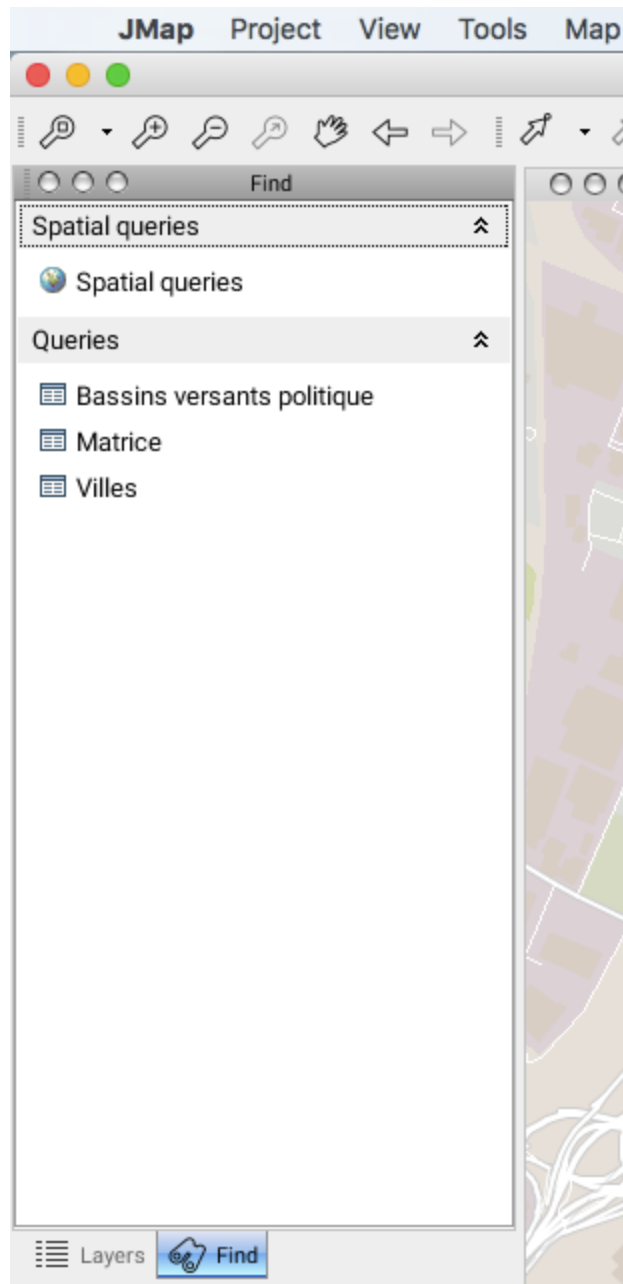 JMap Project View Tools Map
Find
Spatial queries
Spatial queries
Queries
Bassins versants politique
Matrice
Villes
Layers Find